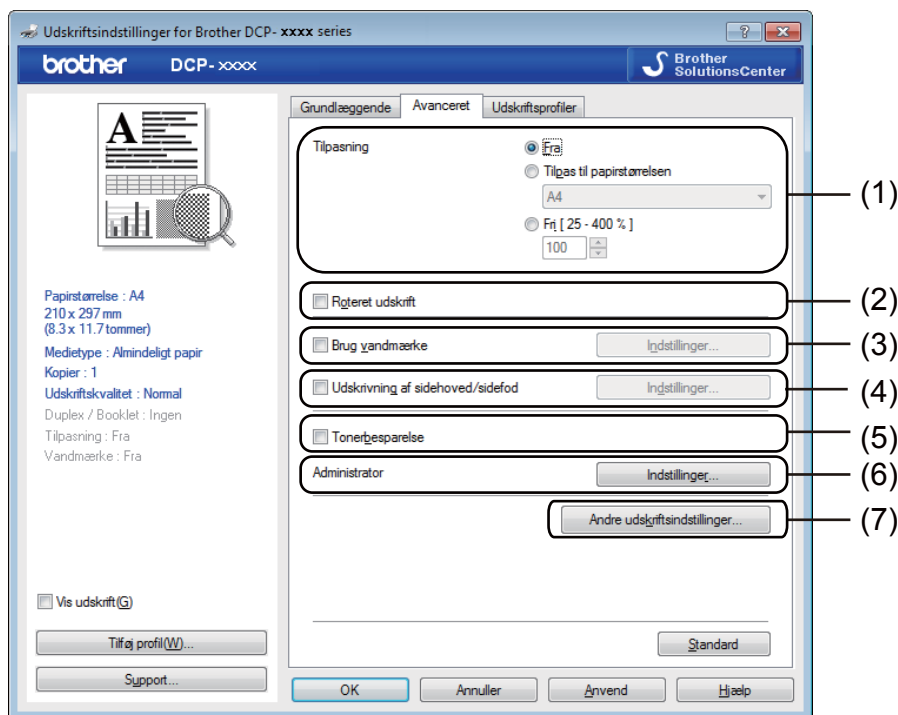 Udskriftsindstillinger for Brother DCP- xxxx series
brother DCP- xxxx
Brother
SolutionsCenter
Grundlæggende Avanceret Udskriftsprofiler
A
Tilpasning
Fra
Tilpas til papirstørrelsen
A4
Fri [ 25 - 400 % ]
100
(1)
Roteret udskrift
(2)
Brug vandmærke Indstillinger...
(3)
Udskrivning af sidehoved/sidefod Indstillinger...
(4)
Tonerbesparelse
(5)
Administrator Indstillinger...
(6)
Andre udskriftsindstillinger...
(7)
Papirstørrelse : A4
210 x 297 mm
(8.3 x 11.7 tommer)
Medietype : Almindeligt papir
Kopier : 1
Udskriftskvalitet : Normal
Duplex / Booklet : Ingen
Tilpasning : Fra
Vandmærke : Fra
Vis udskrift(G)
Tilføj profil(W)...
Support...
Standard
OK Annuller Anvend Hjælp